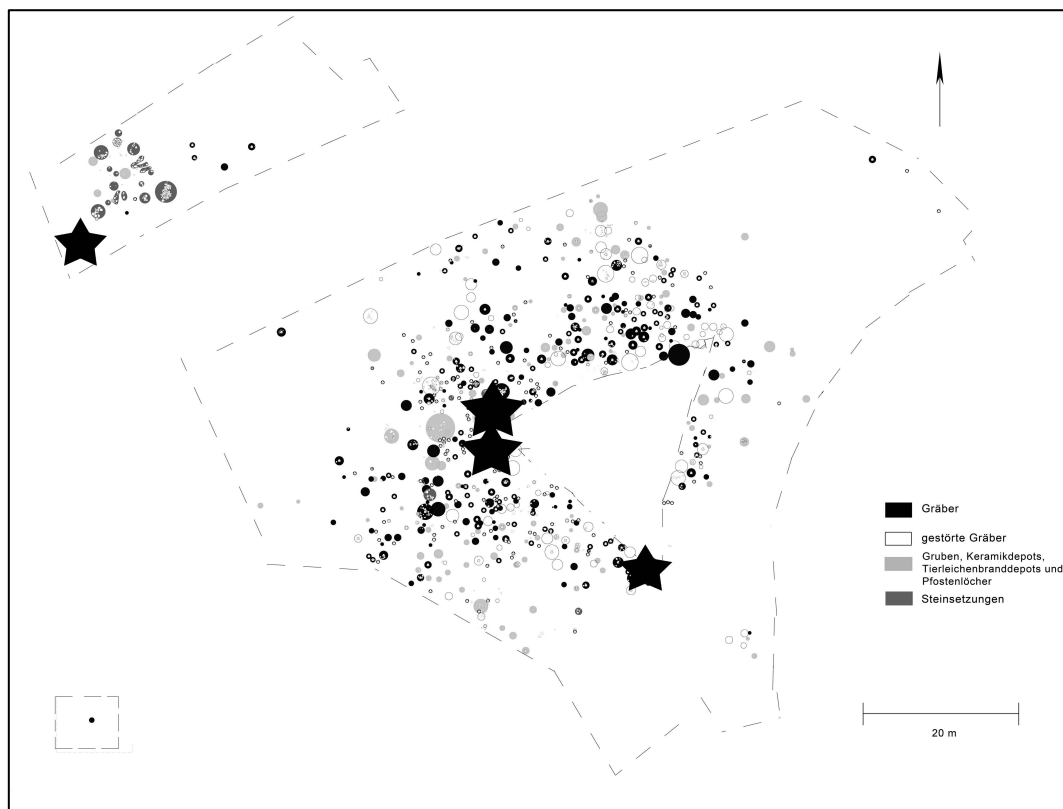 Gräber
gestörte Gräber
Gruben, Keramikdepots,
Tierleichenbranddepots und
Pfostenlöcher
Steinsetzungen
20 m